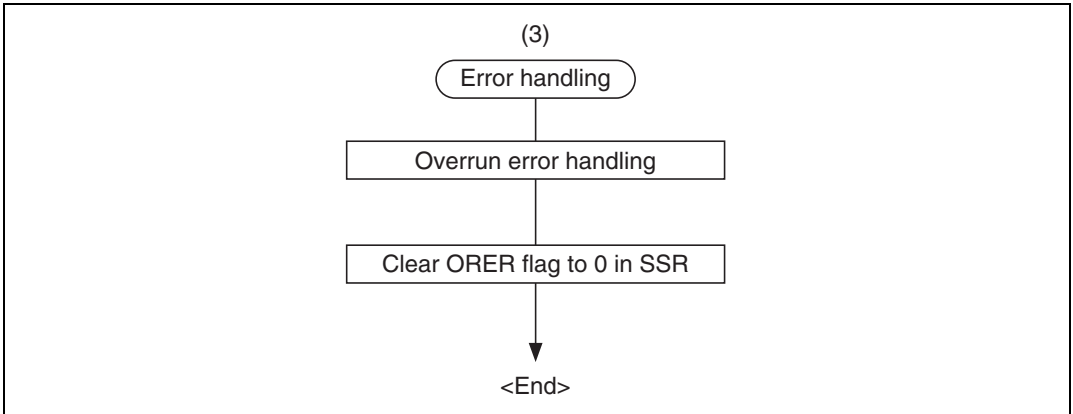 (3)
Error handling
Overrun error handling
Clear ORER flag to 0 in SSR
<End>